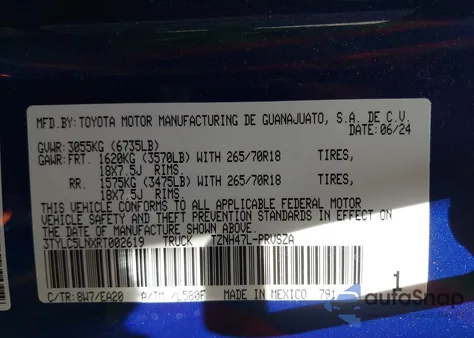 MFD.BY: TOYOTA MOTOR MANUFACTURING DE GUANAJUATO, S.A. DE C.V.
DATE 06/24
GVWR: 3055KG (6735LB)
GAWR: FRT. 1620KG (3570LB) WITH 265/70R18 TIRES,
18X7.5J RIMS,
RR. 1575KG (3475LB) WITH 265/70R18 TIRES,
18X7.5J RIMS.
THIS VEHICLE CONFORMS TO ALL APPLICABLE FEDERAL MOTOR
VEHICLE SAFETY AND THEFT PREVENTION STANDARDS IN EFFECT ON
THE DATE OF MANUFACTURE SHOWN ABOVE.
3TYLC5LNXRT002619 TRUCK TZNH47L-PRVSZA
C/TR: 8W7/EA20 A/TM: /L580F MADE IN MEXICO 791
1
autoSnap